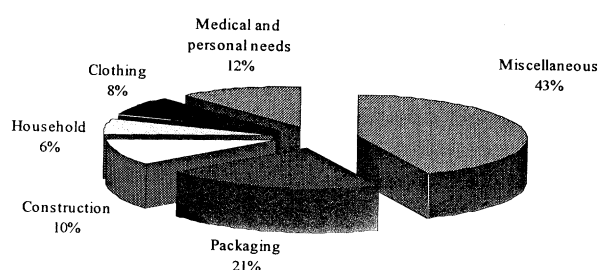 Medical and
personal needs
12%
Clothing
8%
Household
6%
Construction
10%
Packaging
21%
Miscellaneous
43%